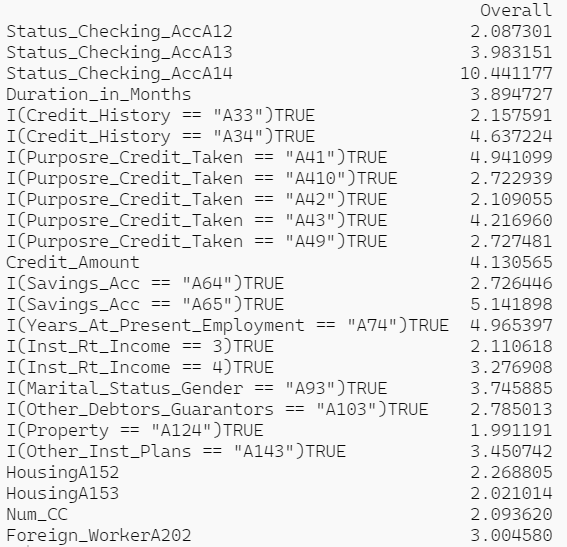 Overall
Status_Checking_AccA12 2.087301
Status_Checking_AccA13 3.983151
Status_Checking_AccA14 10.441177
Duration_in_Months 3.894727
I(Credit_History == "A33")TRUE 2.157591
I(Credit_History == "A34")TRUE 4.637224
I(Purposre_Credit_Taken == "A41")TRUE 4.941099
I(Purposre_Credit_Taken == "A410")TRUE 2.722939
I(Purposre_Credit_Taken == "A42")TRUE 2.109055
I(Purposre_Credit_Taken == "A43")TRUE 4.216960
I(Purposre_Credit_Taken == "A49")TRUE 2.727481
Credit_Amount 4.130565
I(Savings_Acc == "A64")TRUE 2.726446
I(Savings_Acc == "A65")TRUE 5.141898
I(Years_At_Present_Employment == "A74")TRUE 4.965397
I(Inst_Rt_Income == 3)TRUE 2.110618
I(Inst_Rt_Income == 4)TRUE 3.276908
I(Marital_Status_Gender == "A93")TRUE 3.745885
I(Other_Debtors_Guarantors == "A103")TRUE 2.785013
I(Property == "A124")TRUE 1.991191
I(Other_Inst_Plans == "A143")TRUE 3.450742
HousingA152 2.268805
HousingA153 2.021014
Num_CC 2.093620
Foreign_WorkerA202 3.004580